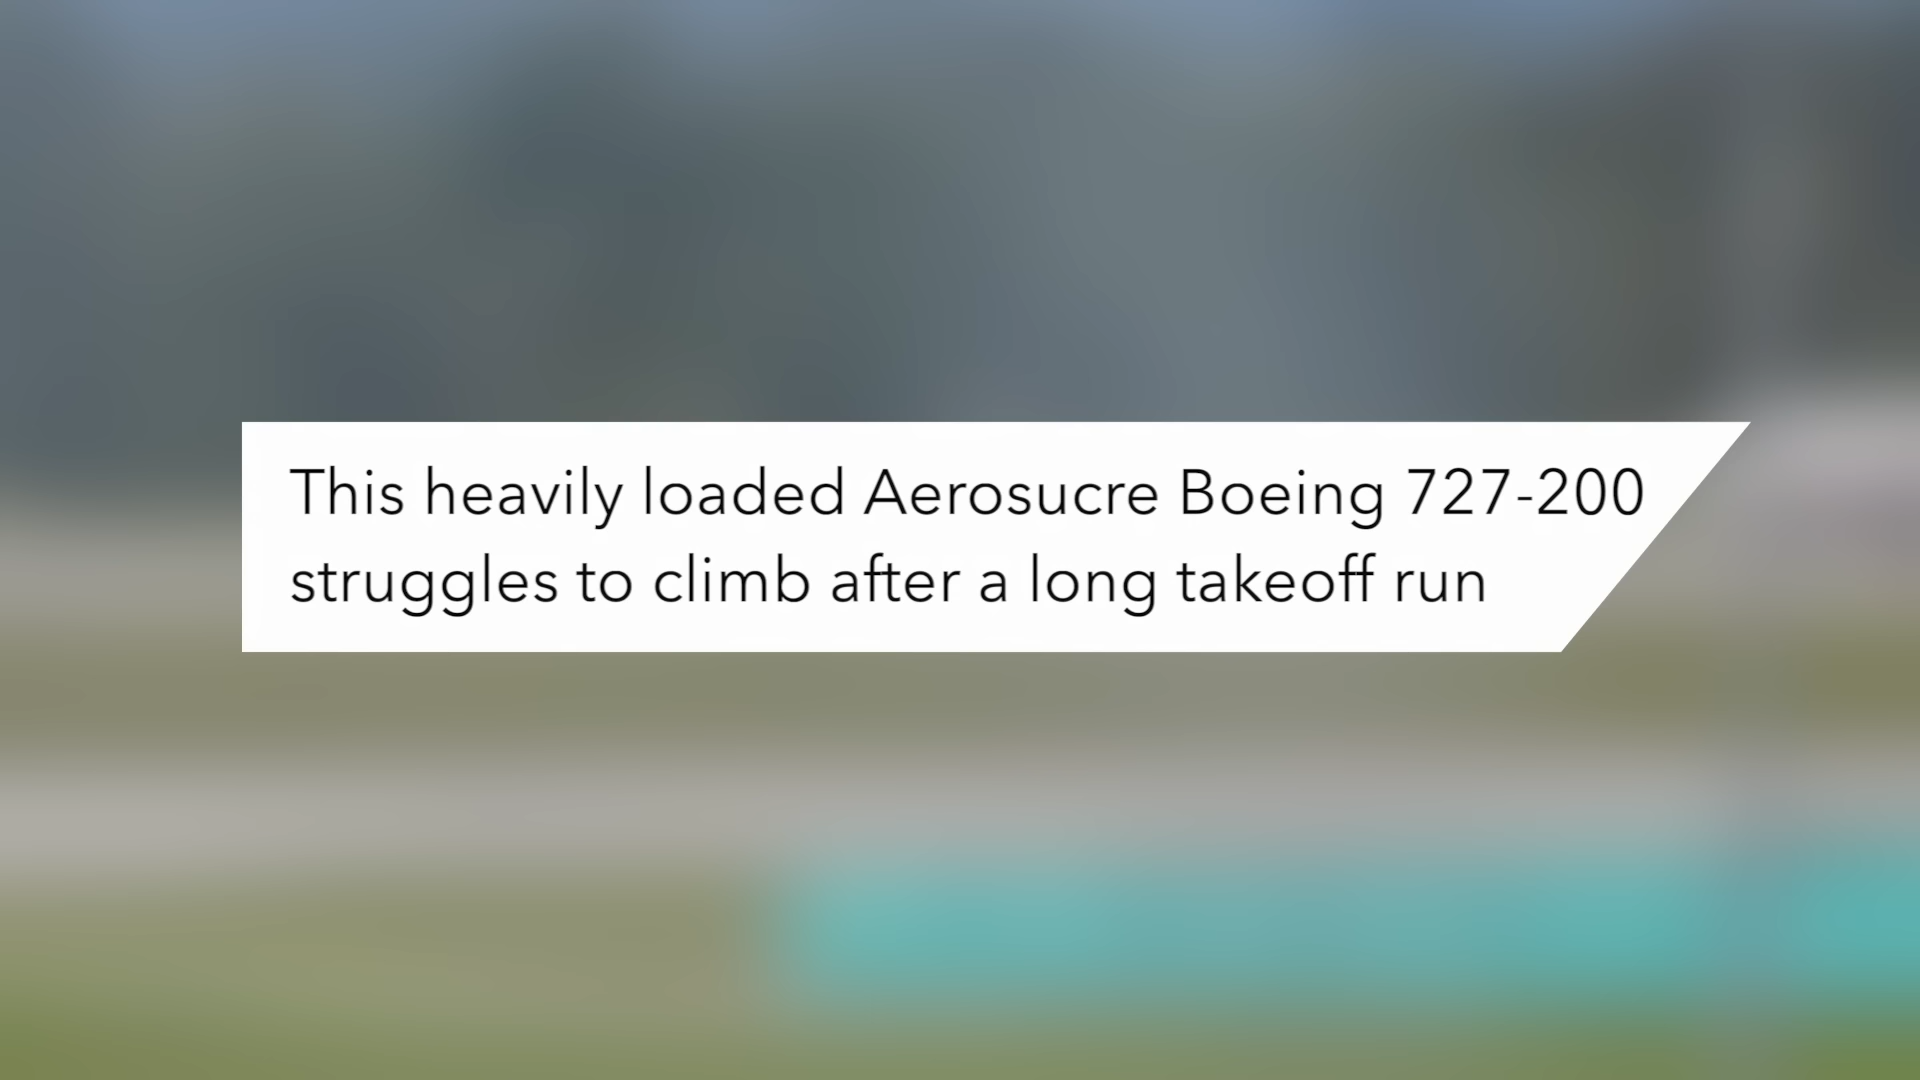 This heavily loaded Aerosucre Boeing 727-200
struggles to climb after a long takeoff run